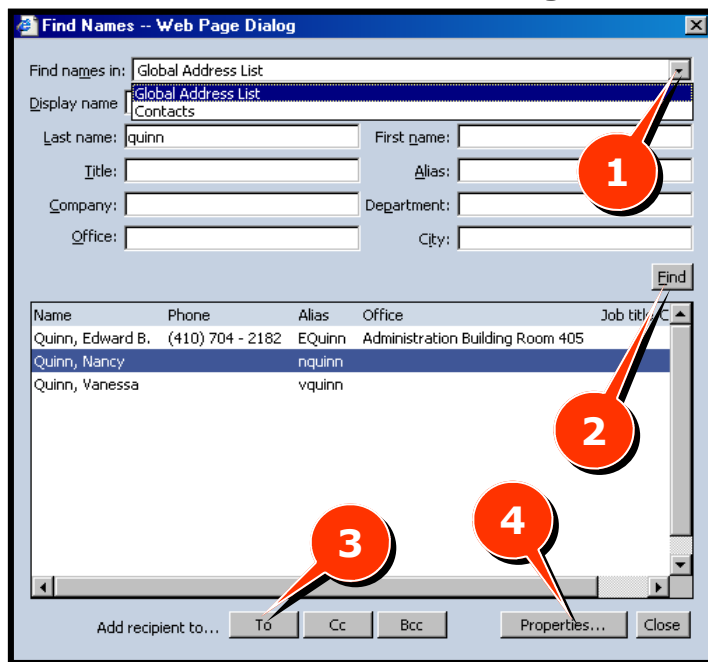 Find Names -- Web Page Dialog
Find names in: Global Address List
Display name Global Address List
Contacts
Last name: quinn First name:
Title: Alias:
Company: Department:
Office: City:
1
Find
Name Phone Alias Office Job title C
Quinn, Edward B. (410) 704 - 2182 EQuinn Administration Building Room 405
Quinn, Nancy nquinn
Quinn, Vanessa vquinn
2
3
4
Add recipient to... To Cc Bcc Properties... Close